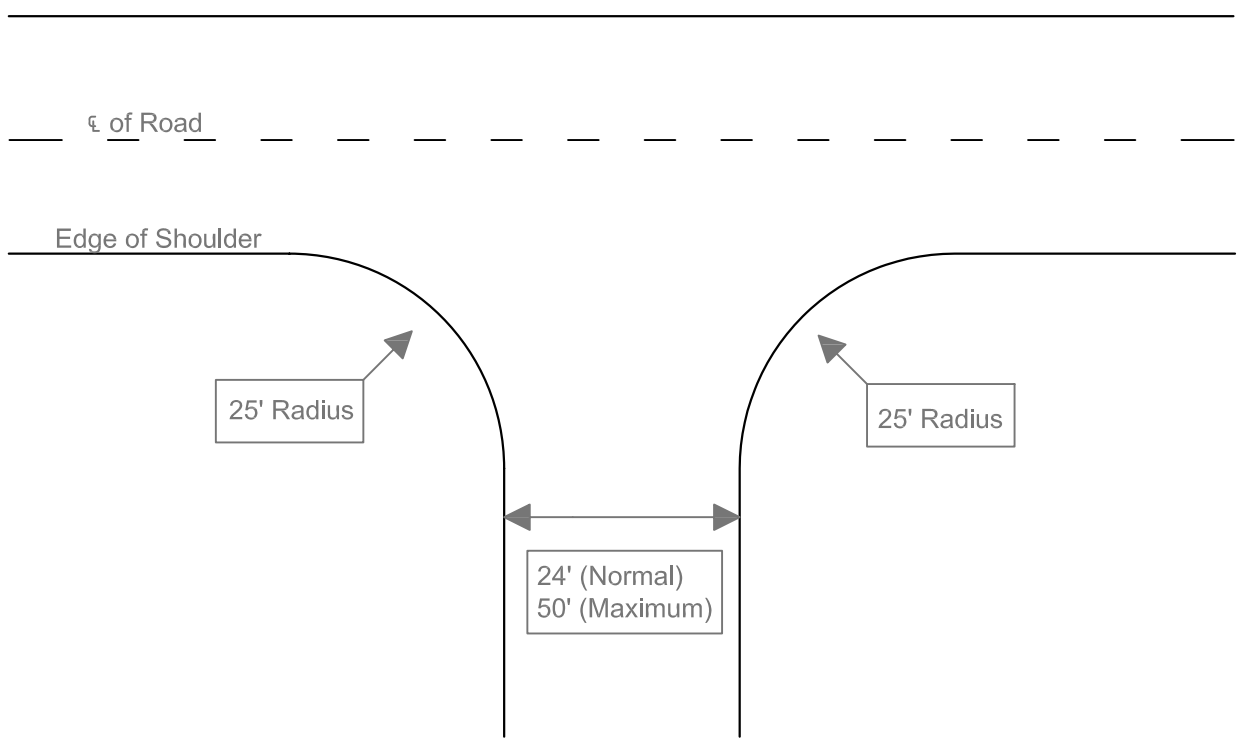 ℄ of Road
Edge of Shoulder
25' Radius
25' Radius
24' (Normal)
50' (Maximum)